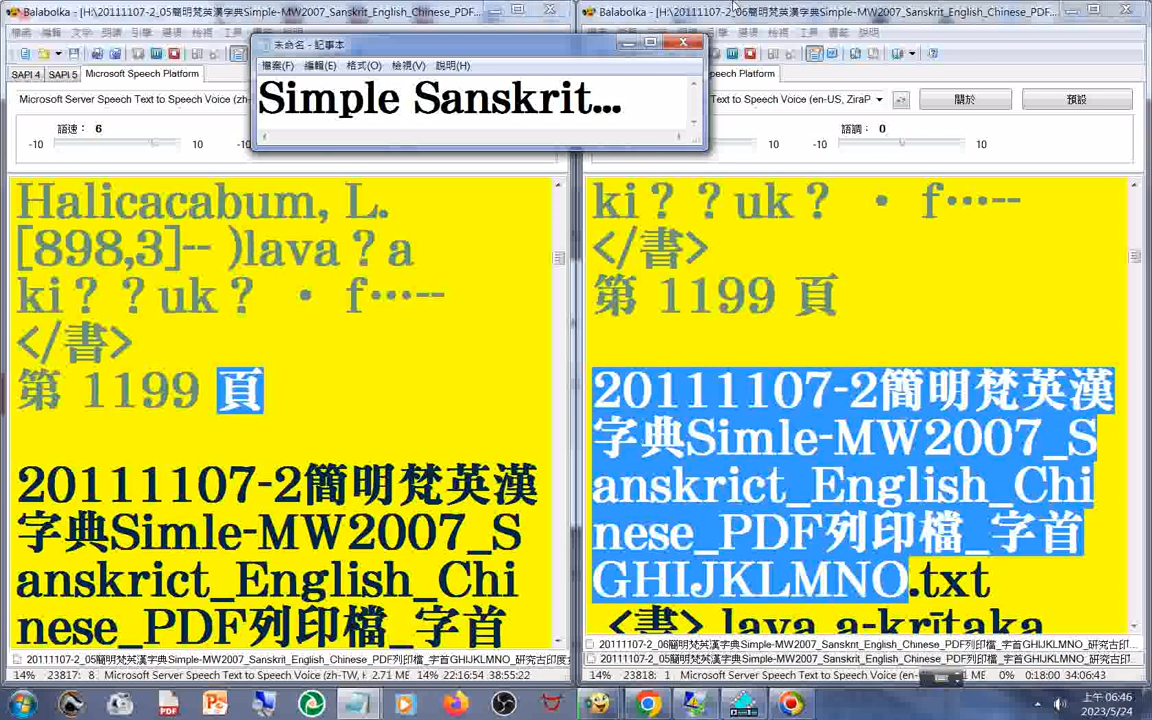 Balabolka - [H:\20111107-2_05簡明梵英漢字典Simple-MW2007_Sanskrit_English_Chinese_PDF...
Balabolka - [H:\20111107-2_06簡明梵英漢字典Simple-MW2007_Sanskrit_English_Chinese_PDF...
未命名 - 記事本
檔案(F) 編輯(E) 格式(O) 檢視(V) 說明(H)
Simple Sanskrit...
SAPI 4 SAPI 5 Microsoft Speech Platform
Microsoft Server Speech Text to Speech Voice (zh-
語速： 6
-10 10 -10
peech Platform
Text to Speech Voice (en-US, ZiraP
關於 預設
語調： 0
10 -10 10
Halicacabum, L.
[898,3]-- )lava？a
ki？？uk？ • f…--
</書>
第 1199 頁
20111107-2簡明梵英漢
字典Simle-MW2007_S
anskrict_English_Chi
nese_PDF列印檔_字首
ki？？uk？ • f…--
</書>
第 1199 頁
20111107-2簡明梵英漢
字典Simle-MW2007_S
anskrict_English_Chi
nese_PDF列印檔_字首
GHIJKLMNO.txt
<書> lava a-kṛtaka
20111107-2_05簡明梵英漢字典Simple-MW2007_Sanskrit_English_Chinese_PDF列印檔_字首GHIJKLMNO_研究古印度
14% 23817: 8 Microsoft Server Speech Text to Speech Voice (zh-TW, H 2.71 MB 14% 22:16:54 38:55:22
20111107-2_06簡明梵英漢字典Simple-MW2007_Sanskrit_English_Chinese_PDF列印檔_字首GHIJKLMNO_研究古印...
20111107-2_05簡明梵英漢字典Simple-MW2007_Sanskrit_English_Chinese_PDF列印檔_字首GHIJKLMNO_研究古印...
14% 23818: 1 Microsoft Server Speech Text to Speech Voice (en-US 0% 0:18:00 34:06:43
上午 06:46
2023/5/24